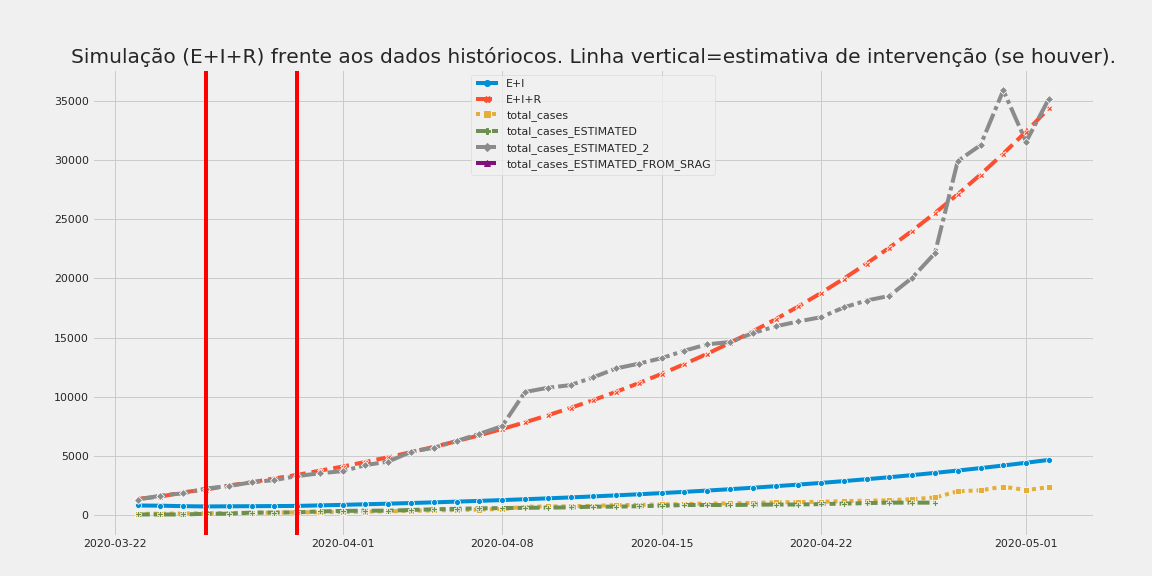 Simulação (E+I+R) frente aos dados históriocos. Linha vertical=estimativa de intervenção (se houver).
E+I
E+I+R
total_cases
total_cases_ESTIMATED
total_cases_ESTIMATED_2
total_cases_ESTIMATED_FROM_SRAG
35000
30000
25000
20000
15000
10000
5000
0
2020-03-22
2020-04-01
2020-04-08
2020-04-15
2020-04-22
2020-05-01